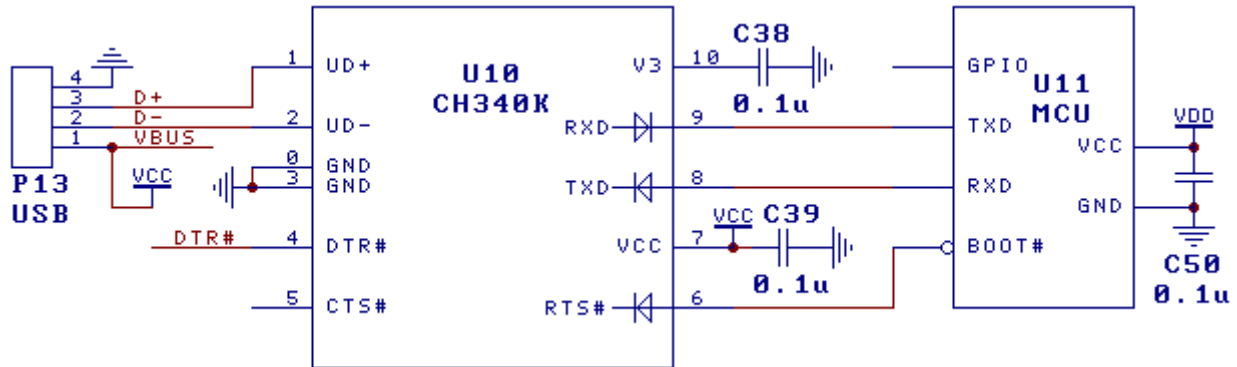 1
UD+
U10
CH340K
V3
10
C38
0.1u
GPIO
U11
MCU
4
3
D+
2
D-
1
VBUS
P13
USB
VCC
2
UD-
RXD
9
TXD
VDD
VCC
0
GND
3
GND
TXD
8
RXD
GND
VCC
C39
0.1u
DTR#
4
DTR#
VCC
7
BOOT#
C50
0.1u
5
CTS#
RTS#
6